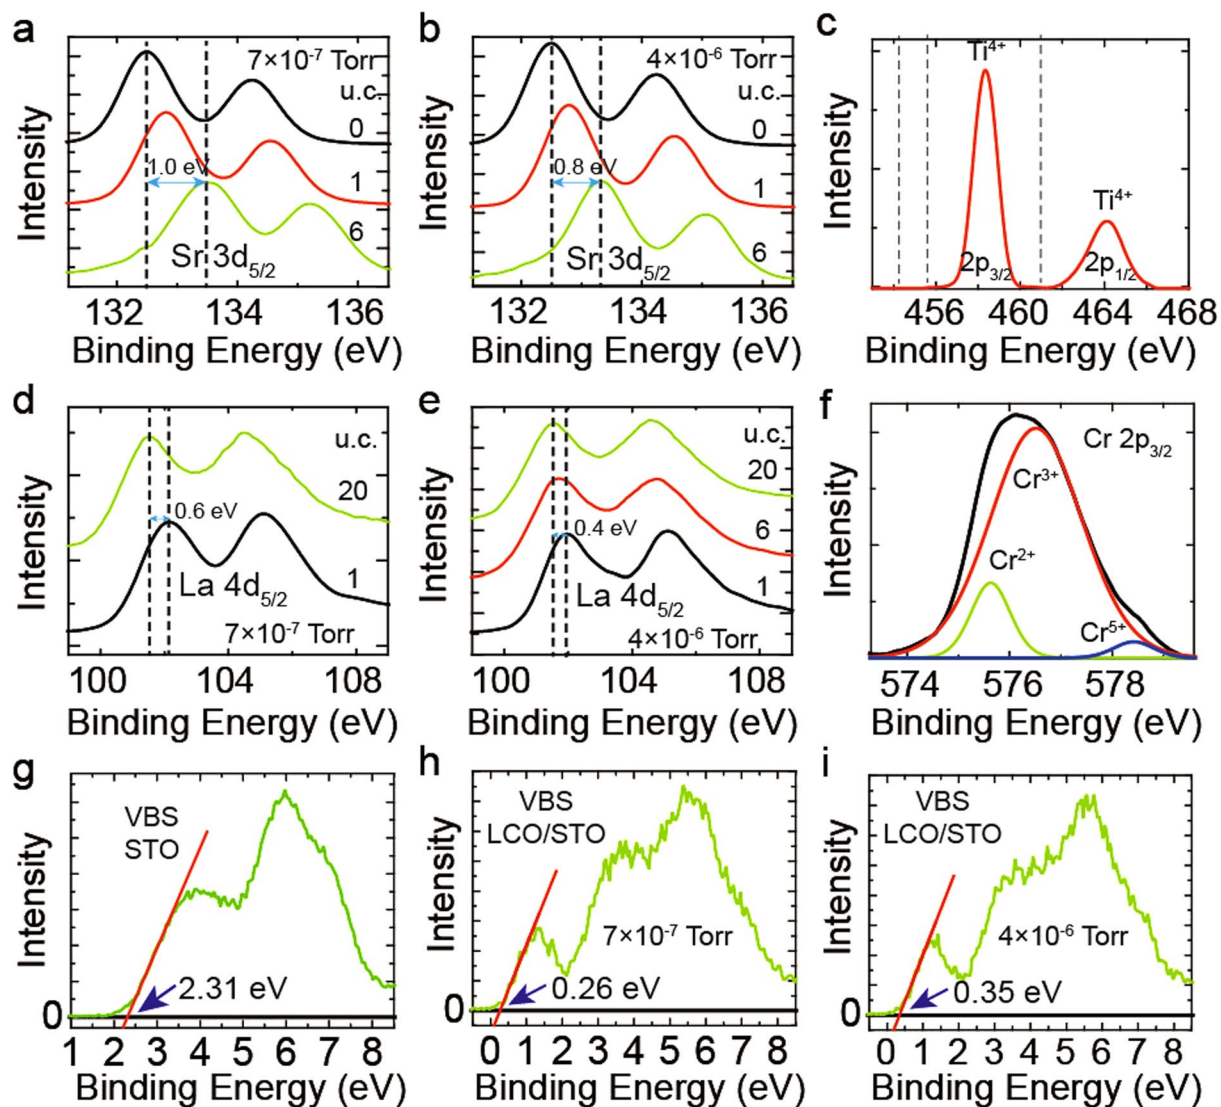 a
7×10⁻⁷ Torr
u.c.
0
1
1.0 eV
6
Sr 3d₅/₂
Intensity
132 134 136
Binding Energy (eV)
b
4×10⁻⁶ Torr
u.c.
0
1
0.8 eV
6
Sr 3d₅/₂
Intensity
132 134 136
Binding Energy (eV)
c
Ti⁴⁺
Ti⁴⁺
2p₃/₂
2p₁/₂
Intensity
456 460 464 468
Binding Energy (eV)
d
u.c.
20
0.6 eV
1
La 4d₅/₂
7×10⁻⁷ Torr
Intensity
100 104 108
Binding Energy (eV)
e
u.c.
20
6
0.4 eV
1
La 4d₅/₂
4×10⁻⁶ Torr
Intensity
100 104 108
Binding Energy (eV)
f
Cr 2p₃/₂
Cr³⁺
Cr²⁺
Cr⁵⁺
Intensity
574 576 578
Binding Energy (eV)
g
VBS
STO
2.31 eV
Intensity
0
1 2 3 4 5 6 7 8
Binding Energy (eV)
h
VBS
LCO/STO
7×10⁻⁷ Torr
0.26 eV
Intensity
0
0 1 2 3 4 5 6 7 8
Binding Energy (eV)
i
VBS
LCO/STO
4×10⁻⁶ Torr
0.35 eV
Intensity
0
0 1 2 3 4 5 6 7 8
Binding Energy (eV)